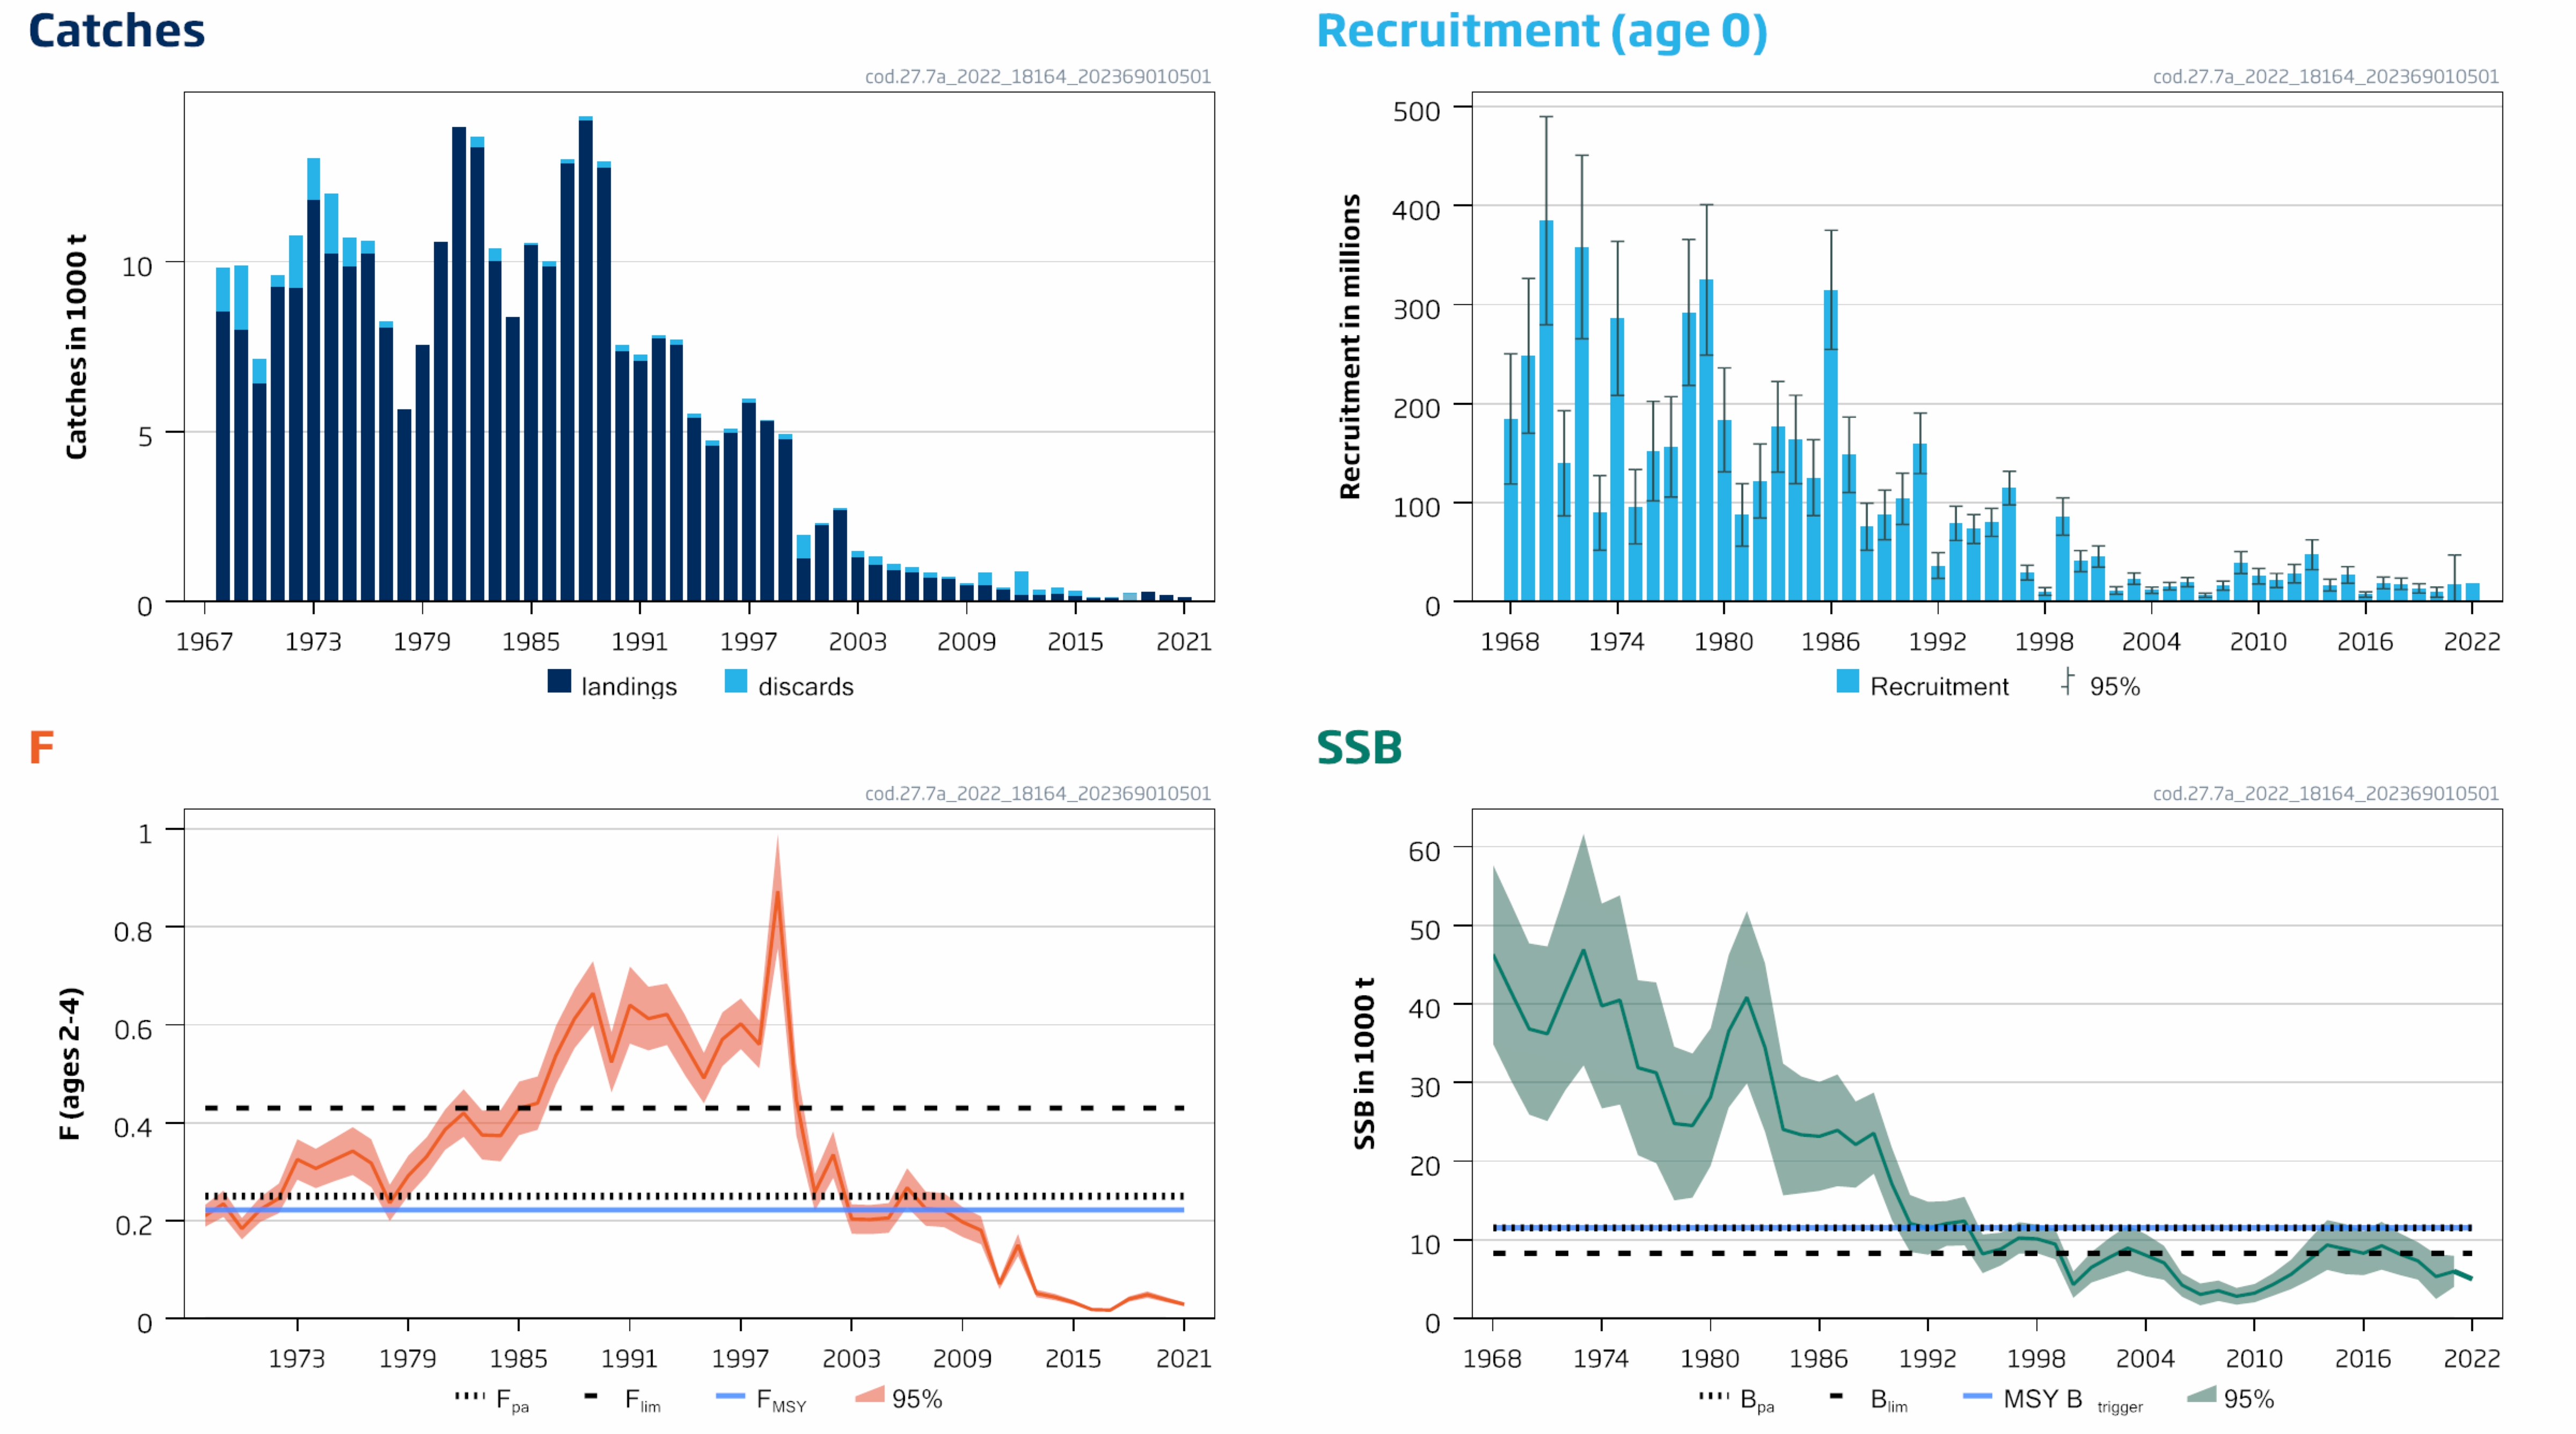 Catches
cod.27.7a_2022_18164_202369010501
Catches in 1000 t
10
5
0
1967 1973 1979 1985 1991 1997 2003 2009 2015 2021
landings discards
Recruitment (age 0)
cod.27.7a_2022_18164_202369010501
Recruitment in millions
500
400
300
200
100
0
1968 1974 1980 1986 1992 1998 2004 2010 2016 2022
Recruitment 95%
F
cod.27.7a_2022_18164_202369010501
F (ages 2-4)
1
0.8
0.6
0.4
0.2
0
1973 1979 1985 1991 1997 2003 2009 2015 2021
Fpa Flim FMSY 95%
SSB
cod.27.7a_2022_18164_202369010501
SSB in 1000 t
60
50
40
30
20
10
0
1968 1974 1980 1986 1992 1998 2004 2010 2016 2022
Bpa Blim MSY B trigger 95%